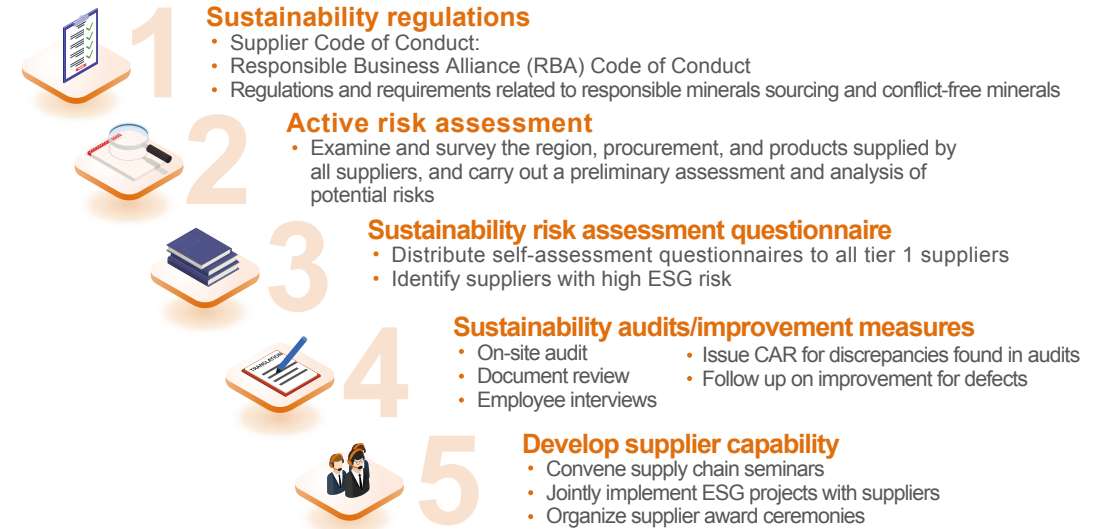 1
Sustainability regulations
• Supplier Code of Conduct:
• Responsible Business Alliance (RBA) Code of Conduct
• Regulations and requirements related to responsible minerals sourcing and conflict-free minerals
2
Active risk assessment
• Examine and survey the region, procurement, and products supplied by
all suppliers, and carry out a preliminary assessment and analysis of
potential risks
3
Sustainability risk assessment questionnaire
• Distribute self-assessment questionnaires to all tier 1 suppliers
• Identify suppliers with high ESG risk
4
TRANSLATION
Sustainability audits/improvement measures
• On-site audit
• Document review
• Employee interviews
• Issue CAR for discrepancies found in audits
• Follow up on improvement for defects
5
Develop supplier capability
• Convene supply chain seminars
• Jointly implement ESG projects with suppliers
• Organize supplier award ceremonies